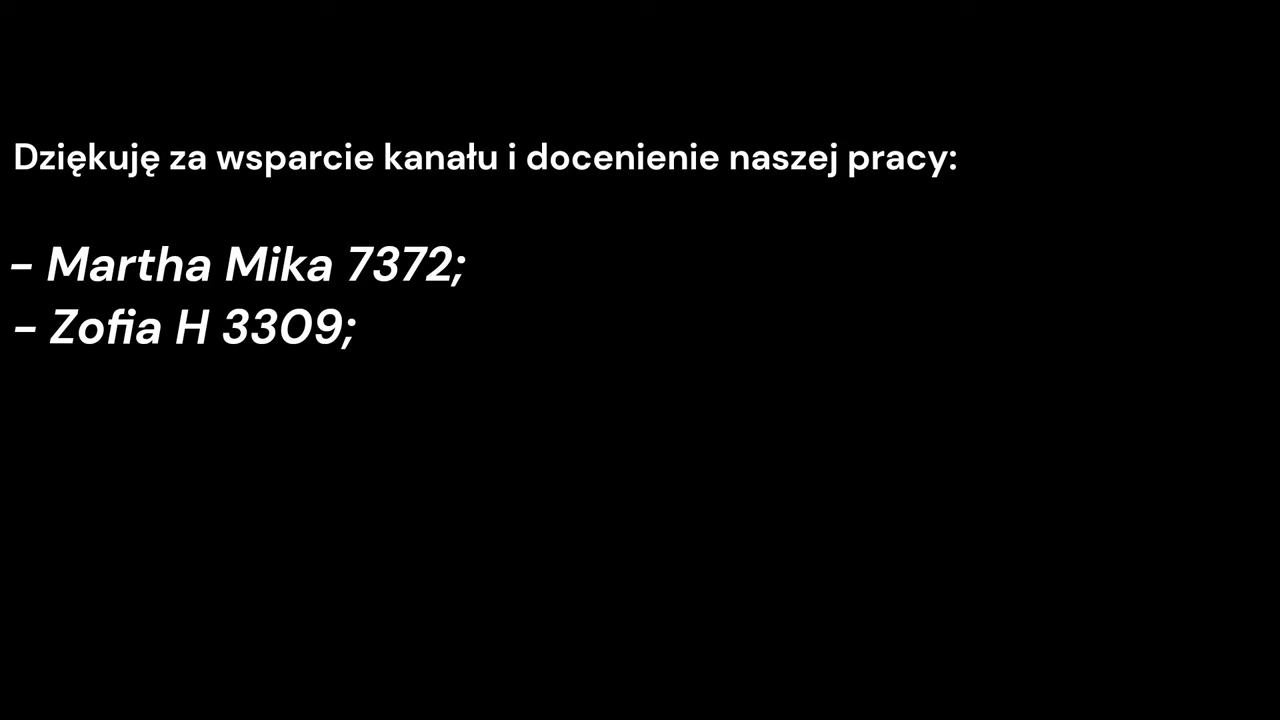 Dziękuję za wsparcie kanału i docenienie naszej pracy:
- Martha Mika 7372;
- Zofia H 3309;